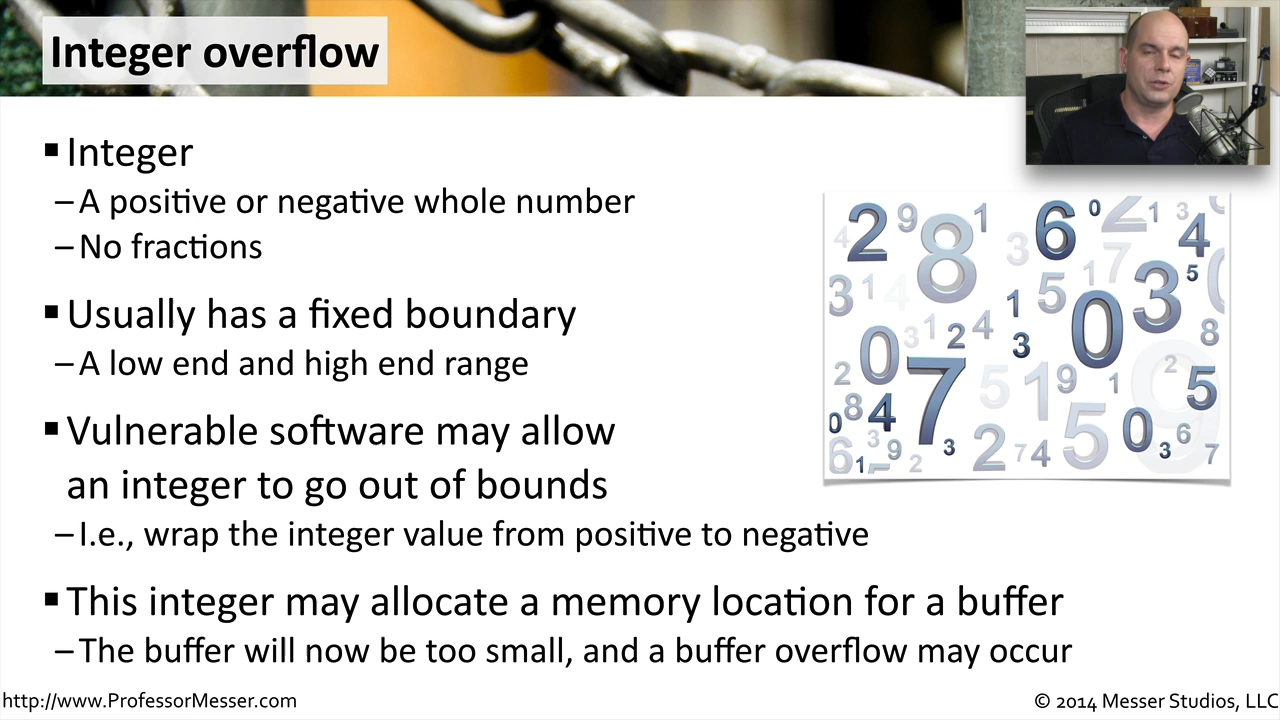 Integer overflow
▪ Integer
– A positive or negative whole number
– No fractions
▪ Usually has a fixed boundary
– A low end and high end range
▪ Vulnerable software may allow
an integer to go out of bounds
– I.e., wrap the integer value from positive to negative
▪ This integer may allocate a memory location for a buffer
– The buffer will now be too small, and a buffer overflow may occur
http://www.ProfessorMesser.com
© 2014 Messer Studios, LLC